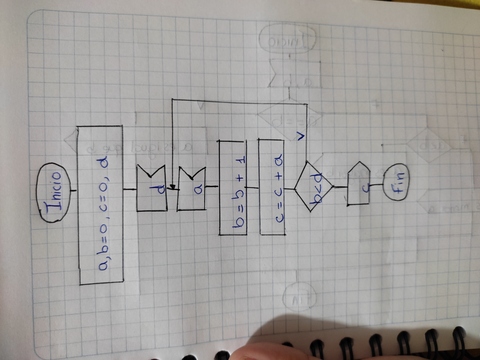 Inicio
a, b=0, c=0, d
d
a
b = b + 1
c = c + a
b<d
V
c
Fin